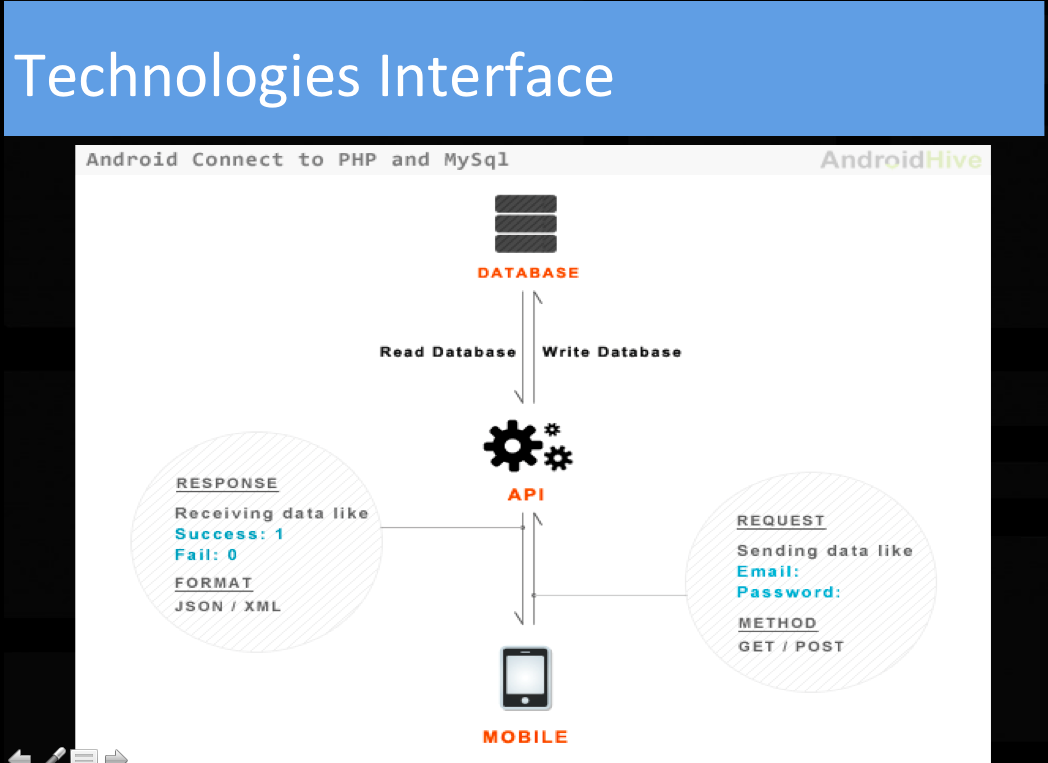 Technologies Interface
Android Connect to PHP and MySql
AndroidHive
DATABASE
Read Database
Write Database
API
RESPONSE
Receiving data like
Success: 1
Fail: 0
FORMAT
JSON / XML
REQUEST
Sending data like
Email:
Password:
METHOD
GET / POST
MOBILE